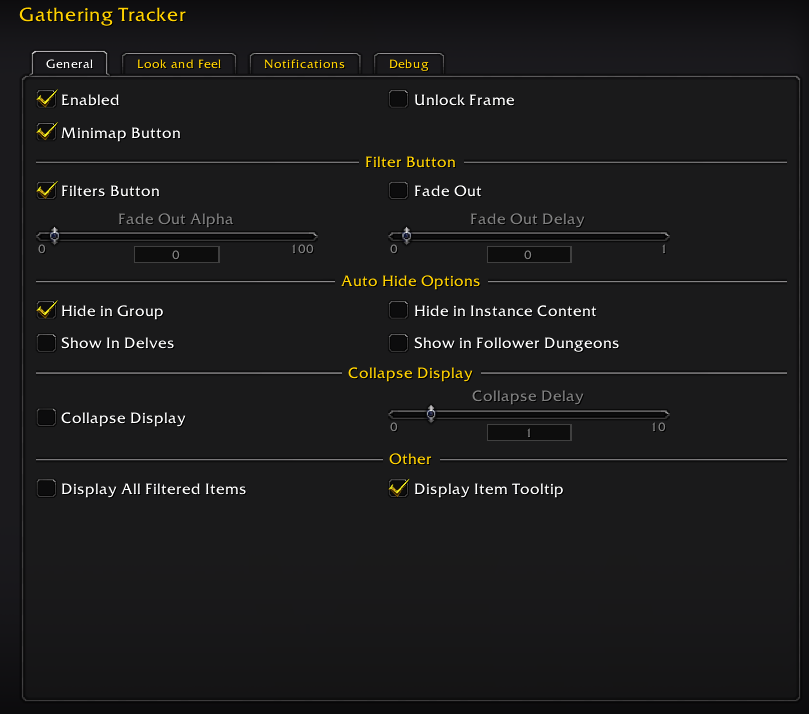 Gathering Tracker
General Look and Feel Notifications Debug
Enabled Unlock Frame
Minimap Button
Filter Button
Filters Button Fade Out
Fade Out Alpha Fade Out Delay
0 0 100 0 0 1
Auto Hide Options
Hide in Group Hide in Instance Content
Show In Delves Show in Follower Dungeons
Collapse Display
Collapse Delay
Collapse Display
0 1 10
Other
Display All Filtered Items Display Item Tooltip